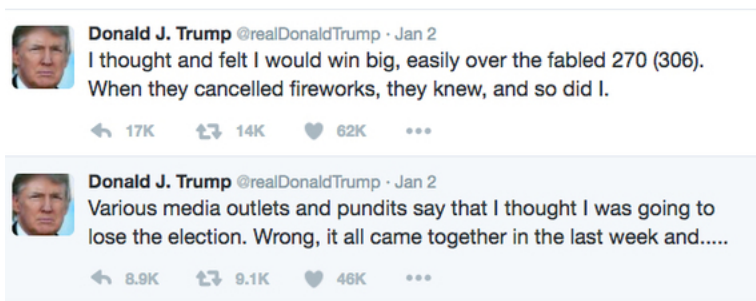 Donald J. Trump @realDonaldTrump · Jan 2
I thought and felt I would win big, easily over the fabled 270 (306).
When they cancelled fireworks, they knew, and so did I.
17K 14K 62K
Donald J. Trump @realDonaldTrump · Jan 2
Various media outlets and pundits say that I thought I was going to
lose the election. Wrong, it all came together in the last week and.....
8.9K 9.1K 46K